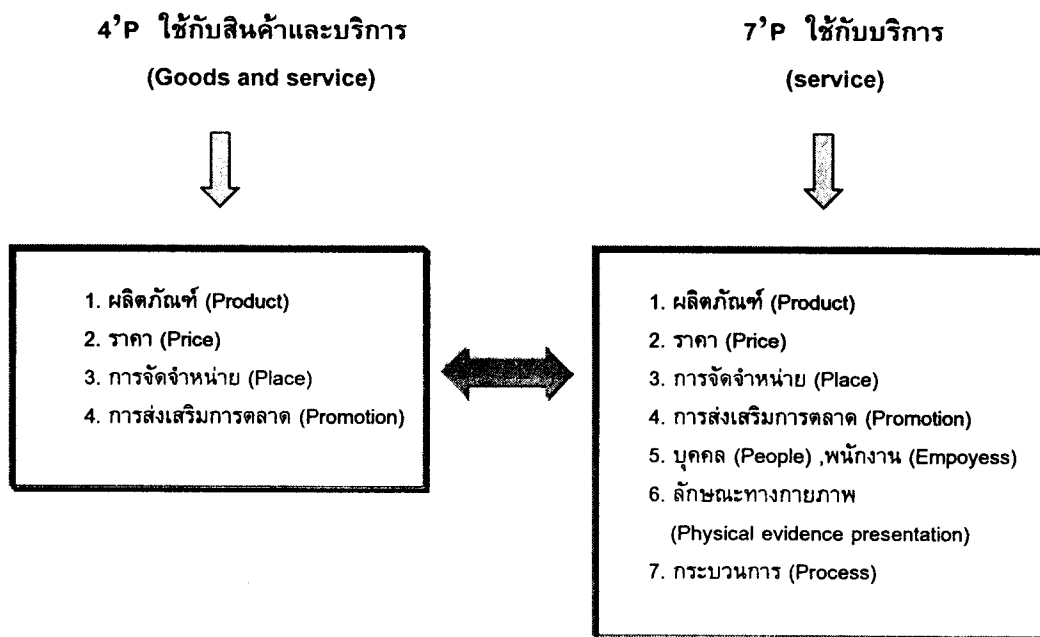 4'P ใช้กับสินค้าและบริการ
(Goods and service)
1. ผลิตภัณฑ์ (Product)
2. ราคา (Price)
3. การจัดจำหน่าย (Place)
4. การส่งเสริมการตลาด (Promotion)
7'P ใช้กับบริการ
(service)
1. ผลิตภัณฑ์ (Product)
2. ราคา (Price)
3. การจัดจำหน่าย (Place)
4. การส่งเสริมการตลาด (Promotion)
5. บุคคล (People) ,พนักงาน (Empoyess)
6. ลักษณะทางกายภาพ
(Physical evidence presentation)
7. กระบวนการ (Process)